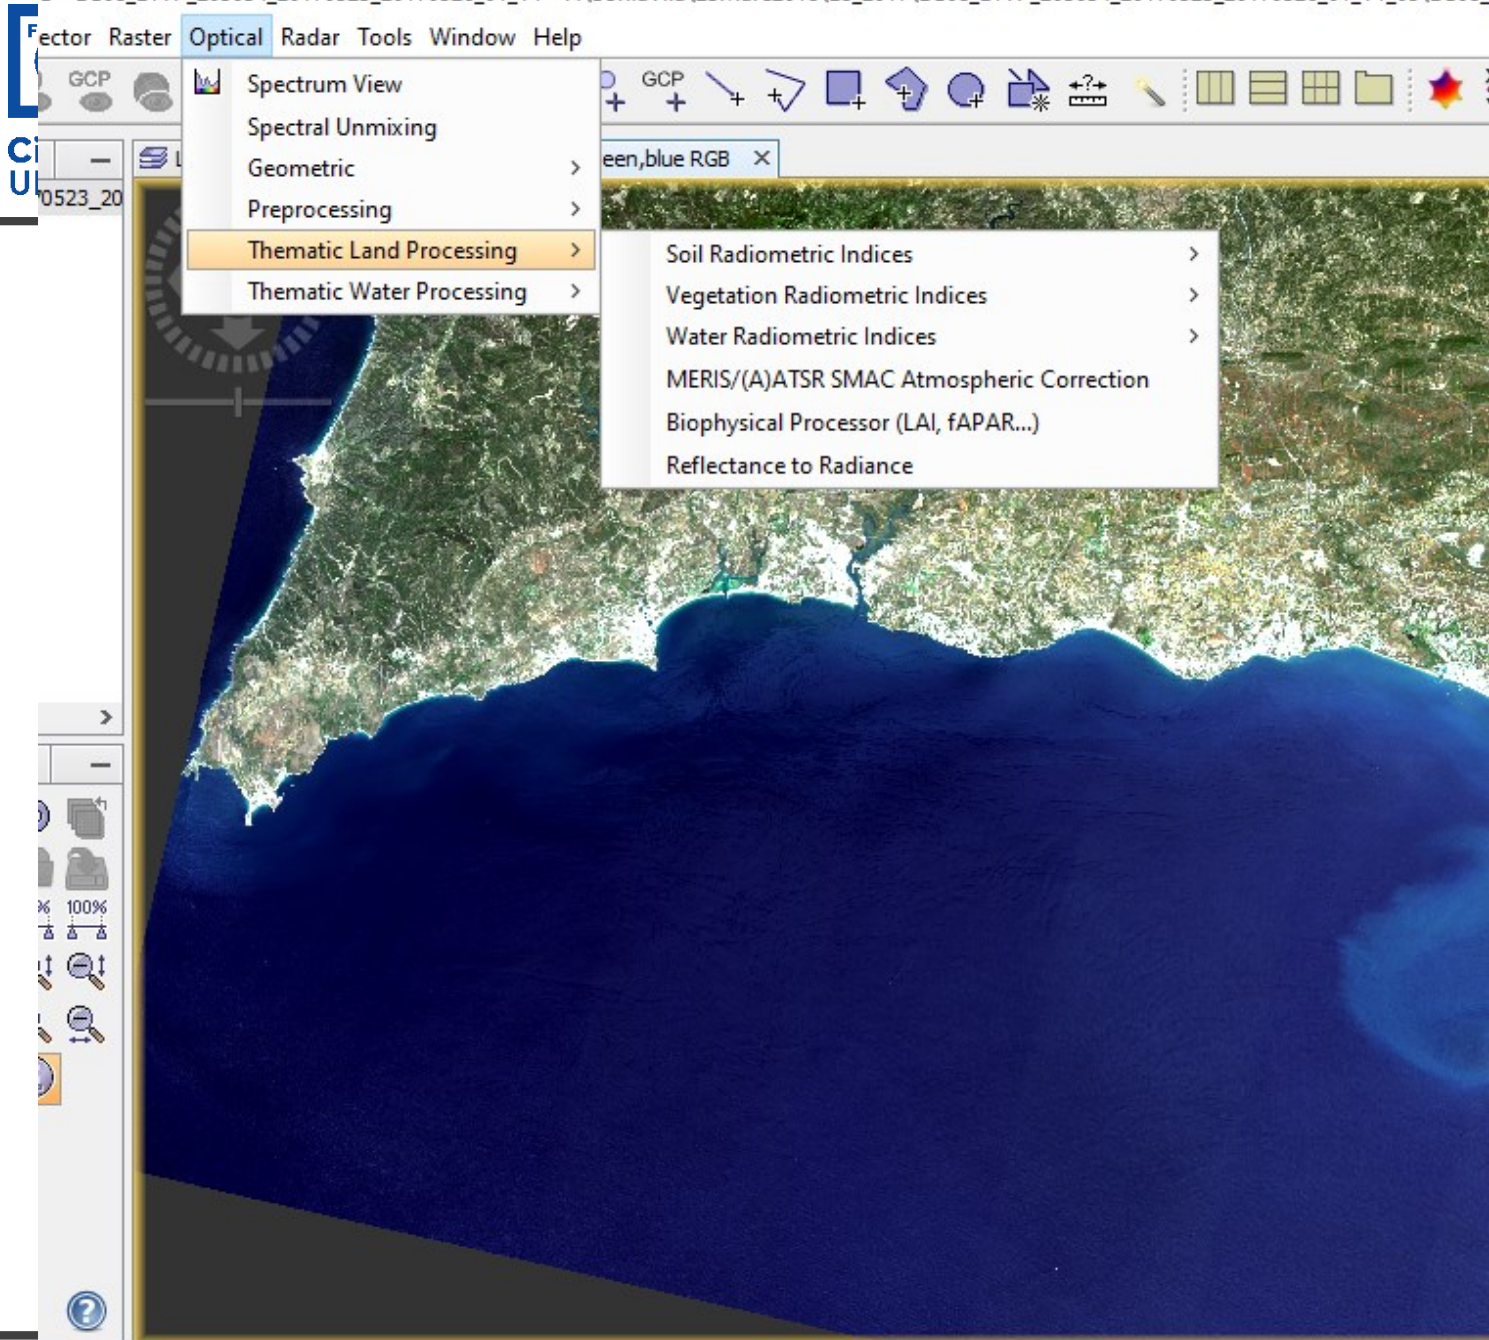 ector Raster Optical Radar Tools Window Help
GCP
GCP
Spectrum View
Spectral Unmixing
Geometric
Preprocessing
Thematic Land Processing
Thematic Water Processing
een,blue RGB
70523_20
Soil Radiometric Indices
Vegetation Radiometric Indices
Water Radiometric Indices
MERIS/(A)ATSR SMAC Atmospheric Correction
Biophysical Processor (LAI, fAPAR...)
Reflectance to Radiance
% 100%